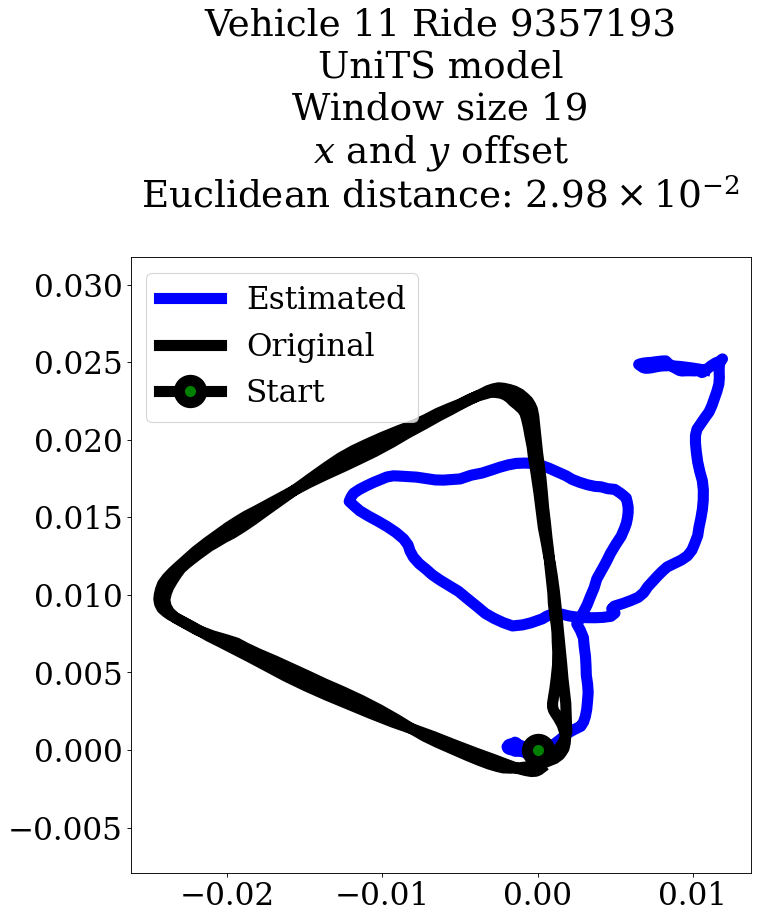 Vehicle 11 Ride 9357193
UniTS model
Window size 19
x and y offset
Euclidean distance: 2.98 × 10⁻²
Estimated
Original
Start
0.030
0.025
0.020
0.015
0.010
0.005
0.000
−0.005
−0.02 −0.01 0.00 0.01